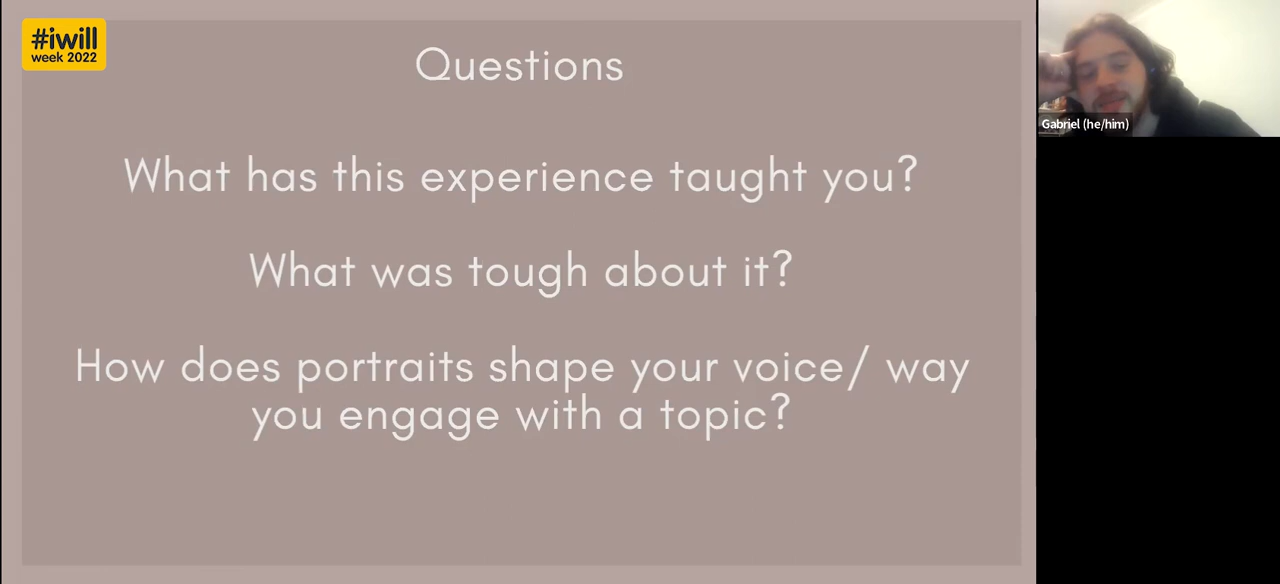 #iwill
week 2022
Questions
What has this experience taught you?
What was tough about it?
How does portraits shape your voice/ way
you engage with a topic?
Gabriel (he/him)